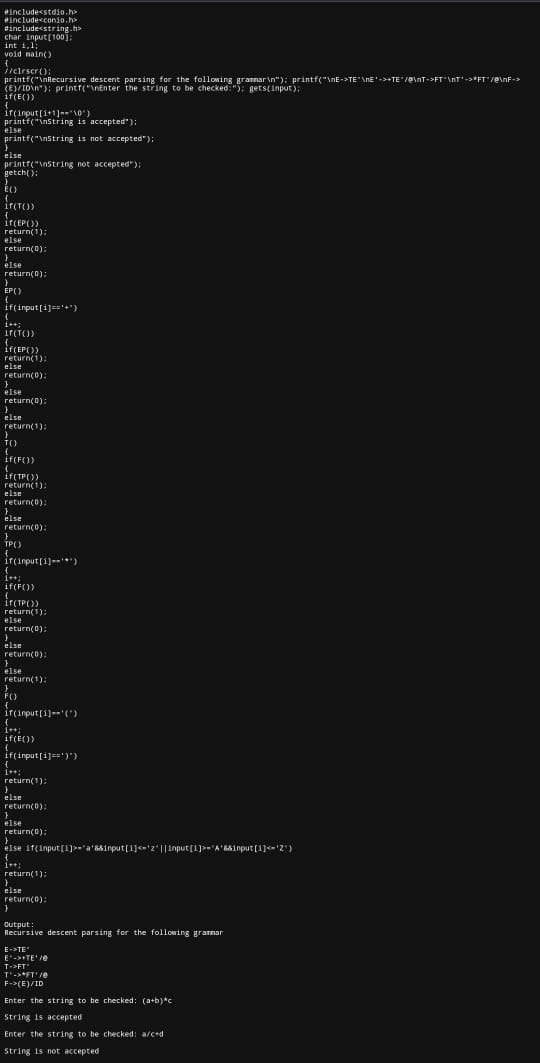 #include<stdio.h>
#include<conio.h>
#include<string.h>
char input[100];
int i,l;
void main()
{
//clrscr();
printf("\nRecursive descent parsing for the following grammar\n"); printf("\nE->TE'\nE'->+TE'/@\nT->FT'\nT'->*FT'/@\nF->
(E)/ID\n"); printf("\nEnter the string to be checked:"); gets(input);
if(E())
{
if(input[i+1]=='\0')
printf("\nString is accepted");
else
printf("\nString is not accepted");
}
else
printf("\nString not accepted");
getch();
}
E()
{
if(T())
{
if(EP())
return(1);
else
return(0);
}
else
return(0);
}
EP()
{
if(input[i]=='+')
{
i++;
if(T())
{
if(EP())
return(1);
else
return(0);
}
else
return(0);
}
else
return(1);
}
T()
{
if(F())
{
if(TP())
return(1);
else
return(0);
}
else
return(0);
}
TP()
{
if(input[i]=='*')
{
i++;
if(F())
{
if(TP())
return(1);
else
return(0);
}
else
return(0);
}
else
return(1);
}
F()
{
if(input[i]=='(')
{
i++;
if(E())
{
if(input[i]==')')
{
i++;
return(1);
}
else
return(0);
}
else
return(0);
}
else if(input[i]>='a'&&input[i]<='z'||input[i]>='A'&&input[i]<='Z')
{
i++;
return(1);
}
else
return(0);
}
Output:
Recursive descent parsing for the following grammar
E->TE'
E'->+TE'/@
T->FT'
T'->*FT'/@
F->(E)/ID
Enter the string to be checked: (a+b)*c
String is accepted
Enter the string to be checked: a/c+d
String is not accepted